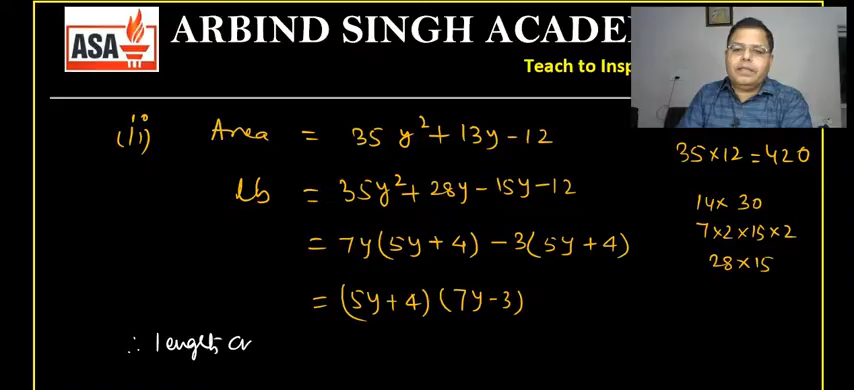 ASA
ARBIND SINGH ACADE
Teach to Insp
(ii) Area = 35y² + 13y - 12
lb = 35y² + 28y - 15y - 12
= 7y(5y + 4) - 3(5y + 4)
= (5y + 4)(7y - 3)
∴ length a
35 × 12 = 420
14 × 30
7 × 2 × 15 × 2
28 × 15